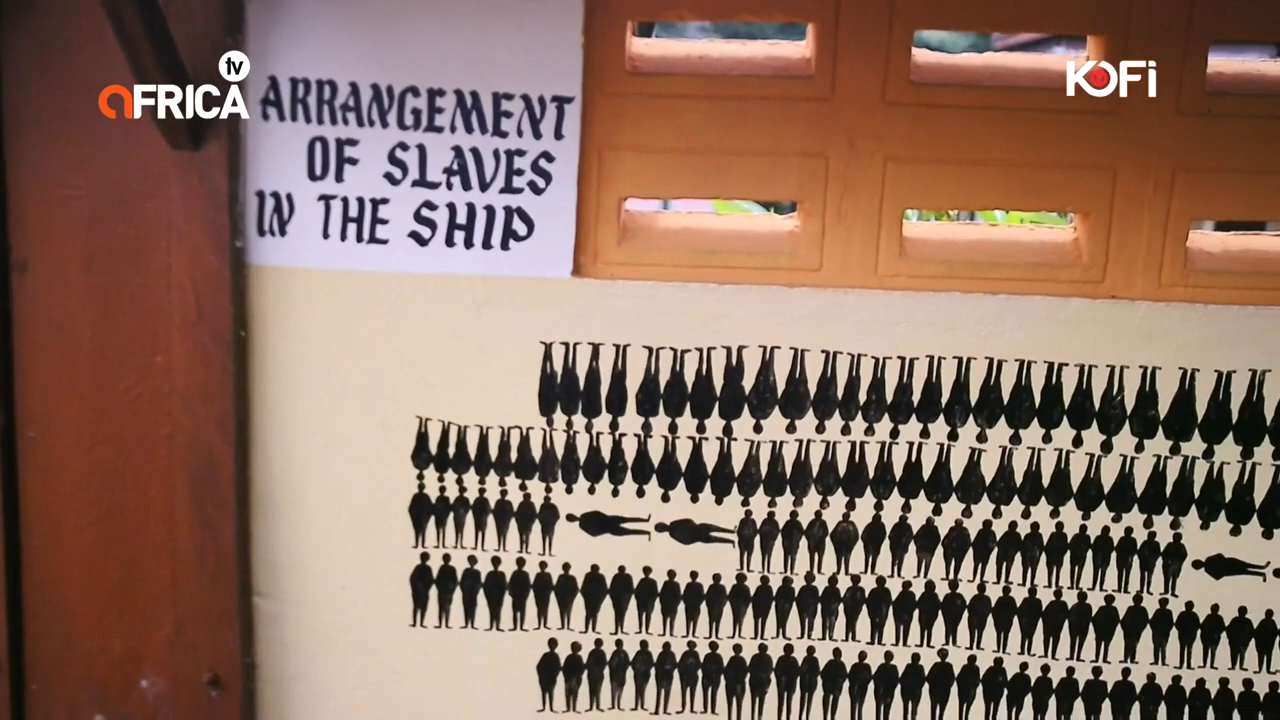 tv
AFRICA
KOFi
ARRANGEMENT
OF SLAVES
IN THE SHIP